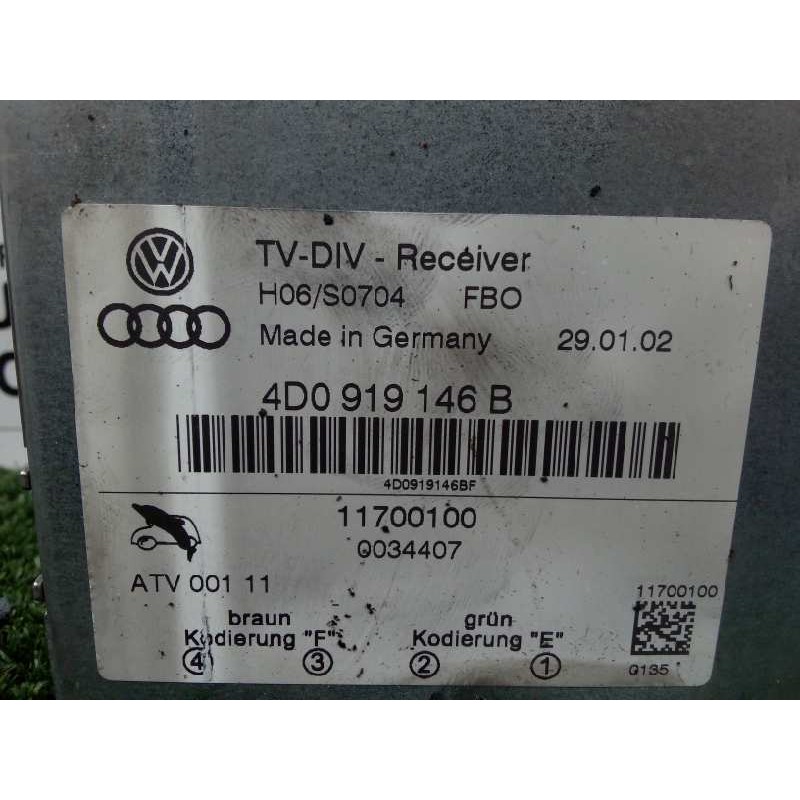 TV-DIV - Receiver
H06/S0704 FBO
Made in Germany 29.01.02
4D0 919 146 B
4D0919146BF
11700100
0034407
ATV 001 11
11700100
braun grün
Kodierung "F" Kodierung "E"
4 3 2 1
0135